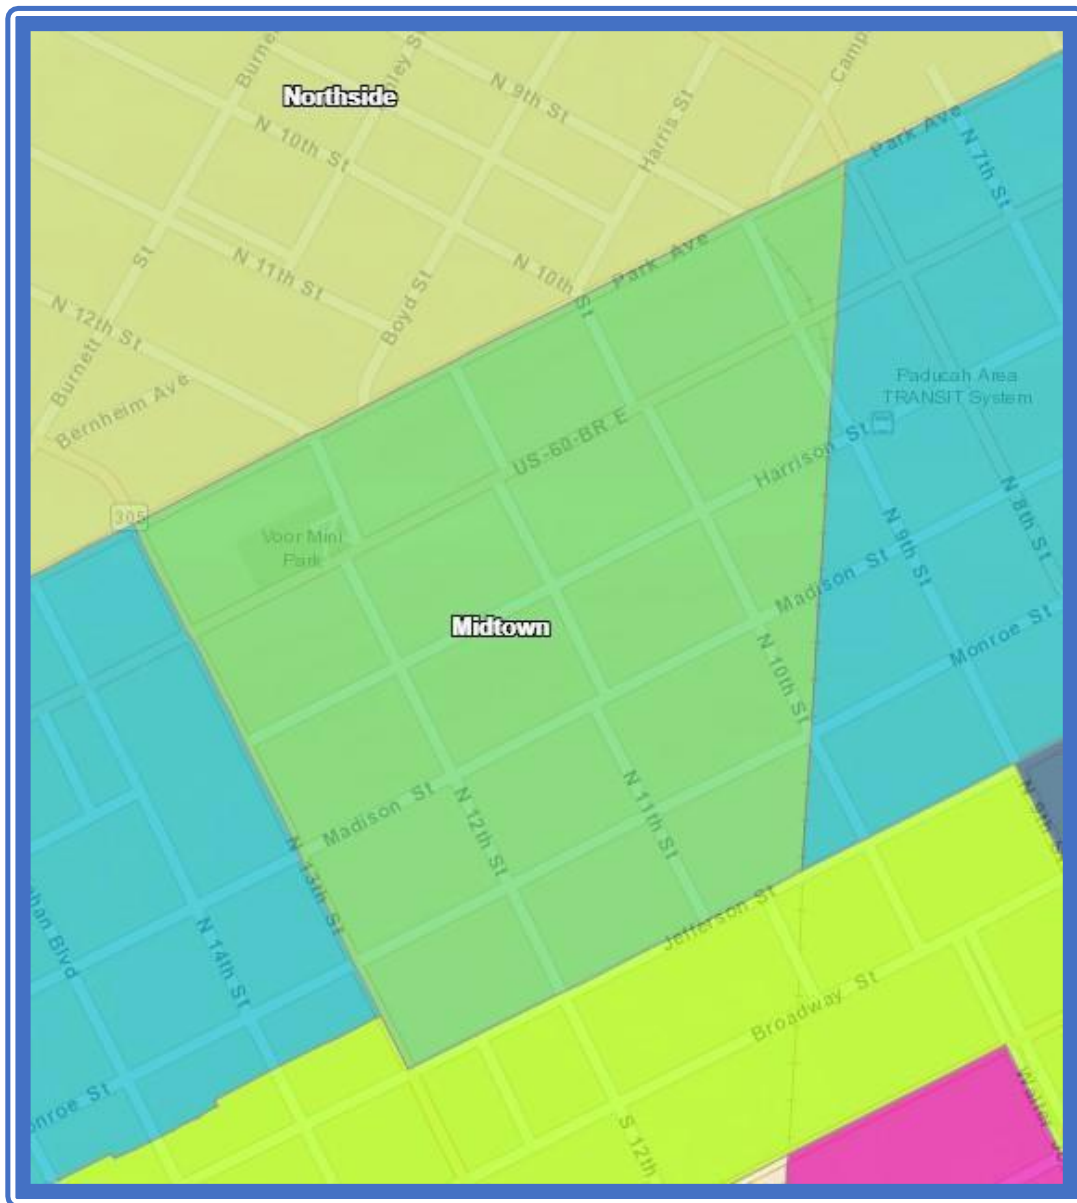 Northside
N 9th St
Harris St
Park Ave
N 7th St
N 10th St
N 11th St
Boyd St
N 10th St
Park Ave
St
N 12th St
Burnett
Bernheim Ave
305
US-60-BR E
Paducah Area
TRANSIT System
Harrison St
N 8th St
Voor Mini
Park
N 9th St
Madison St
Midtown
Monroe St
N 10th St
Madison St
N 12th St
N 11th St
N 13th St
N 14th St
Jefferson St
Broadway St
S 12th